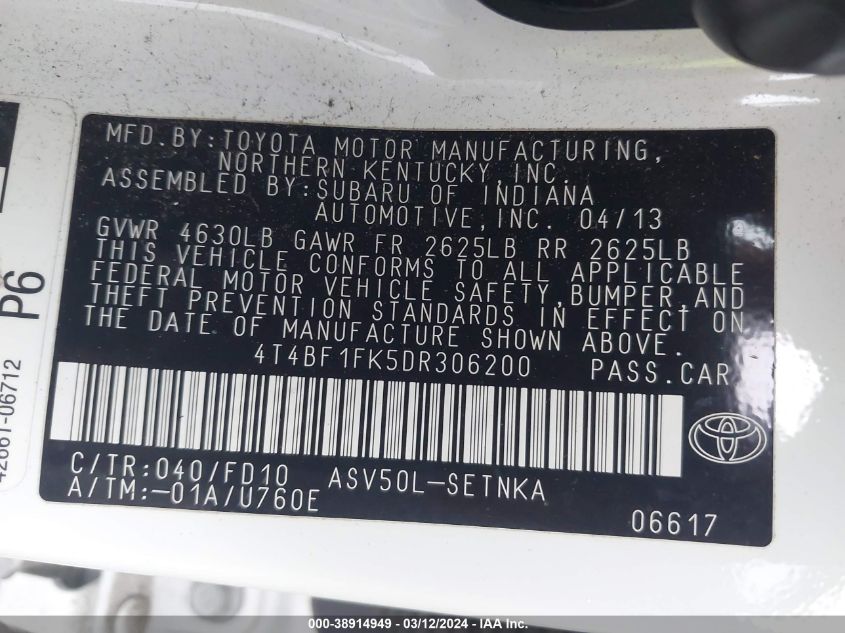 MFD.BY:TOYOTA MOTOR MANUFACTURING,
NORTHERN KENTUCKY,INC.
ASSEMBLED BY:SUBARU OF INDIANA
AUTOMOTIVE,INC. 04/13
GVWR 4630LB GAWR FR 2625LB RR 2625LB
THIS VEHICLE CONFORMS TO ALL APPLICABLE
FEDERAL MOTOR VEHICLE SAFETY,BUMPER,AND
THEFT PREVENTION STANDARDS IN EFFECT ON
THE DATE OF MANUFACTURE SHOWN ABOVE.
4T4BF1FK5DR306200 PASS.CAR
C/TR:040/FD10 ASV50L-SETNKA
A/TM:-01A/U760E
06617
P6
42661-06712
000-38914949 - 03/12/2024 - IAA Inc.